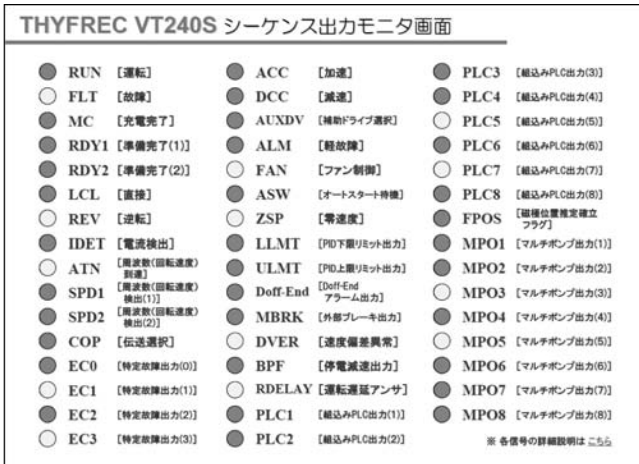 THYFREC VT240S シーケンス出力モニタ画面
RUN [運転]
FLT [故障]
MC [充電完了]
RDY1 [準備完了(1)]
RDY2 [準備完了(2)]
LCL [直接]
REV [逆転]
IDET [電流検出]
ATN [周波数(回転速度)
到達]
SPD1 [周波数(回転速度)
検出(1)]
SPD2 [周波数(回転速度)
検出(2)]
COP [伝送選択]
EC0 [特定故障出力(0)]
EC1 [特定故障出力(1)]
EC2 [特定故障出力(2)]
EC3 [特定故障出力(3)]
ACC [加速]
DCC [減速]
AUXDV [補助ドライブ選択]
ALM [軽故障]
FAN [ファン制御]
ASW [オートスタート待機]
ZSP [零速度]
LLMT [PID下限リミット出力]
ULMT [PID上限リミット出力]
Doff-End [Doff-End
アラーム出力]
MBRK [外部ブレーキ出力]
DVER [速度偏差異常]
BPF [停電減速出力]
RDELAY [運転遅延アンサ]
PLC1 [組込みPLC出力(1)]
PLC2 [組込みPLC出力(2)]
PLC3 [組込みPLC出力(3)]
PLC4 [組込みPLC出力(4)]
PLC5 [組込みPLC出力(5)]
PLC6 [組込みPLC出力(6)]
PLC7 [組込みPLC出力(7)]
PLC8 [組込みPLC出力(8)]
FPOS [磁極位置推定確立
フラグ]
MPO1 [マルチポンプ出力(1)]
MPO2 [マルチポンプ出力(2)]
MPO3 [マルチポンプ出力(3)]
MPO4 [マルチポンプ出力(4)]
MPO5 [マルチポンプ出力(5)]
MPO6 [マルチポンプ出力(6)]
MPO7 [マルチポンプ出力(7)]
MPO8 [マルチポンプ出力(8)]
※ 各信号の詳細説明は こちら